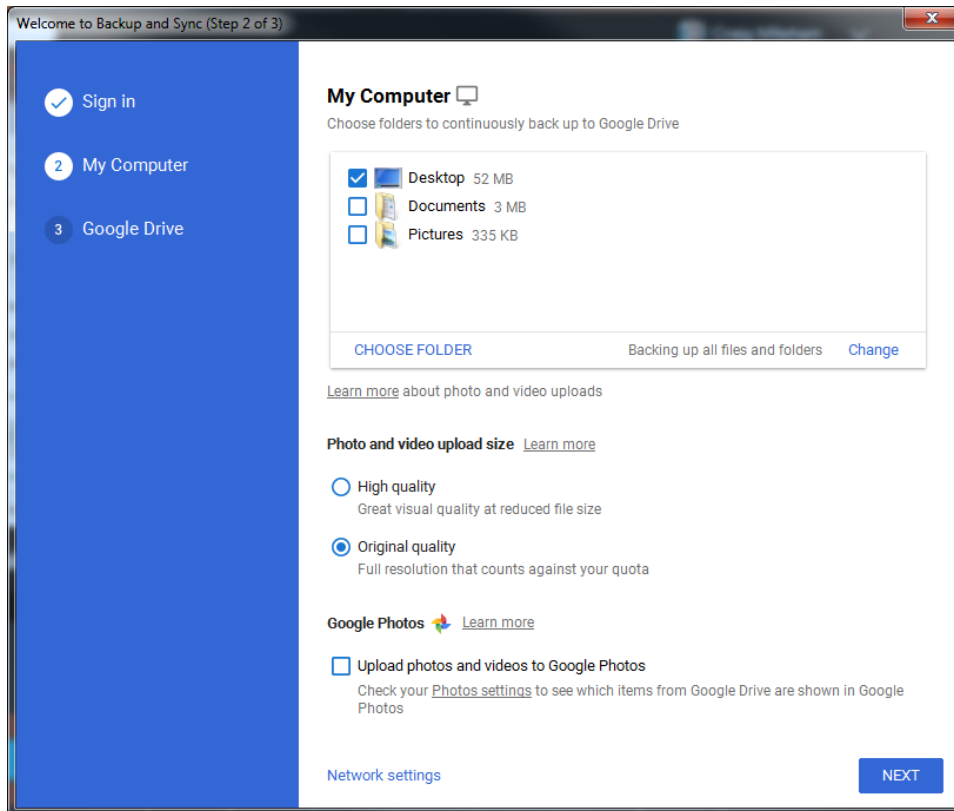 Welcome to Backup and Sync (Step 2 of 3)
Sign in
2 My Computer
3 Google Drive
My Computer
Choose folders to continuously back up to Google Drive
Desktop 52 MB
Documents 3 MB
Pictures 335 KB
CHOOSE FOLDER Backing up all files and folders Change
Learn more about photo and video uploads
Photo and video upload size Learn more
High quality
Great visual quality at reduced file size
Original quality
Full resolution that counts against your quota
Google Photos Learn more
Upload photos and videos to Google Photos
Check your Photos settings to see which items from Google Drive are shown in Google
Photos
Network settings NEXT